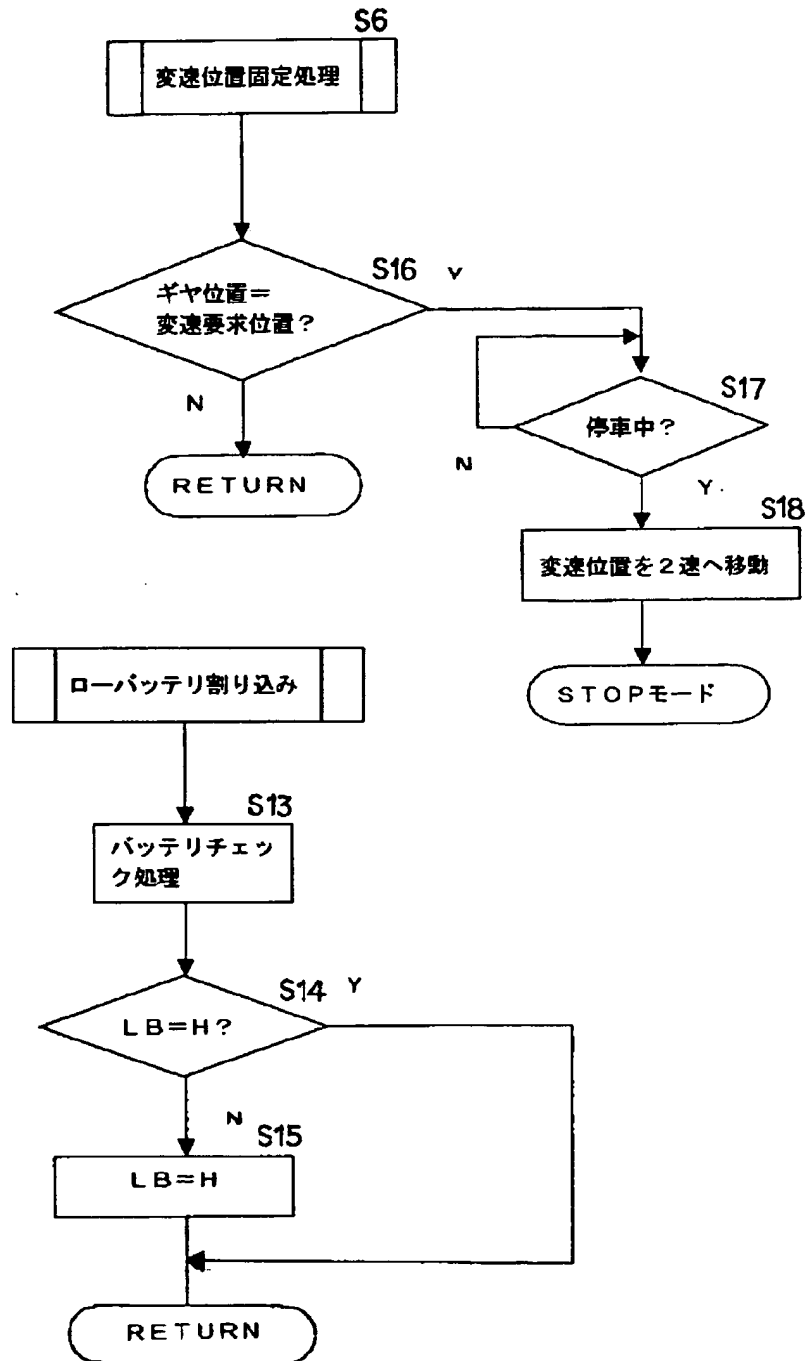 S6
変速位置固定処理
S16
Y
ギヤ位置＝
変速要求位置？
N
RETURN
S17
停車中？
N
Y.
S18
変速位置を２速へ移動
STOPモード
ローバッテリ割り込み
S13
バッテリチェッ
ク処理
S14
Y
LB=H?
N
S15
LB=H
RETURN